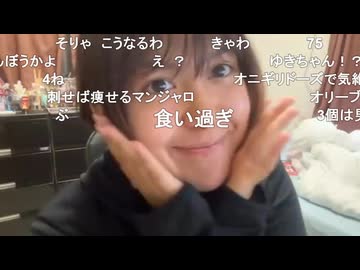 そりゃ こうなるわ きゃわ 75
んぼうかよ え ? ゆきちゃん!?
4ね オニギリドーズで気絶
刺せば痩せるマンジャロ オリーブ
ぶ 食い過ぎ 3個は男